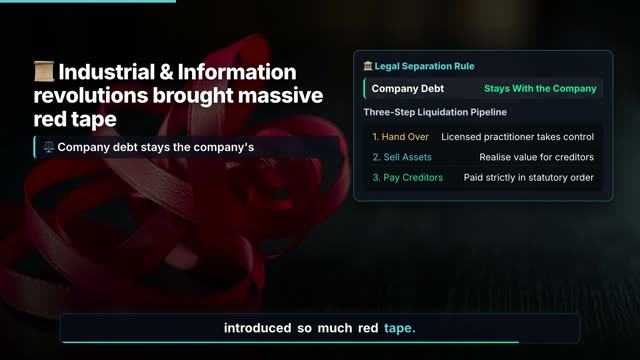 Industrial & Information
revolutions brought massive
red tape
Company debt stays the company's
Legal Separation Rule
Company Debt Stays With the Company
Three-Step Liquidation Pipeline
1. Hand Over Licensed practitioner takes control
2. Sell Assets Realise value for creditors
3. Pay Creditors Paid strictly in statutory order
introduced so much red tape.